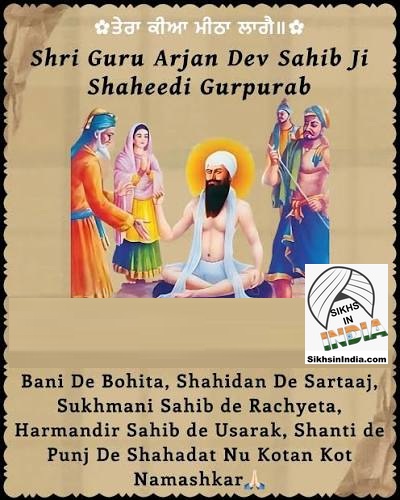 ✿ਤੇਰਾ ਕੀਆ ਮੀਠਾ ਲਾਗੈ॥✿
Shri Guru Arjan Dev Sahib Ji
Shaheedi Gurpurab
SIKHS
IN
INDIA
SikhsinIndia.com
Bani De Bohita, Shahidan De Sartaaj,
Sukhmani Sahib de Rachyeta,
Harmandir Sahib de Usarak, Shanti de
Punj De Shahadat Nu Kotan Kot
Namashkar🙏🏻